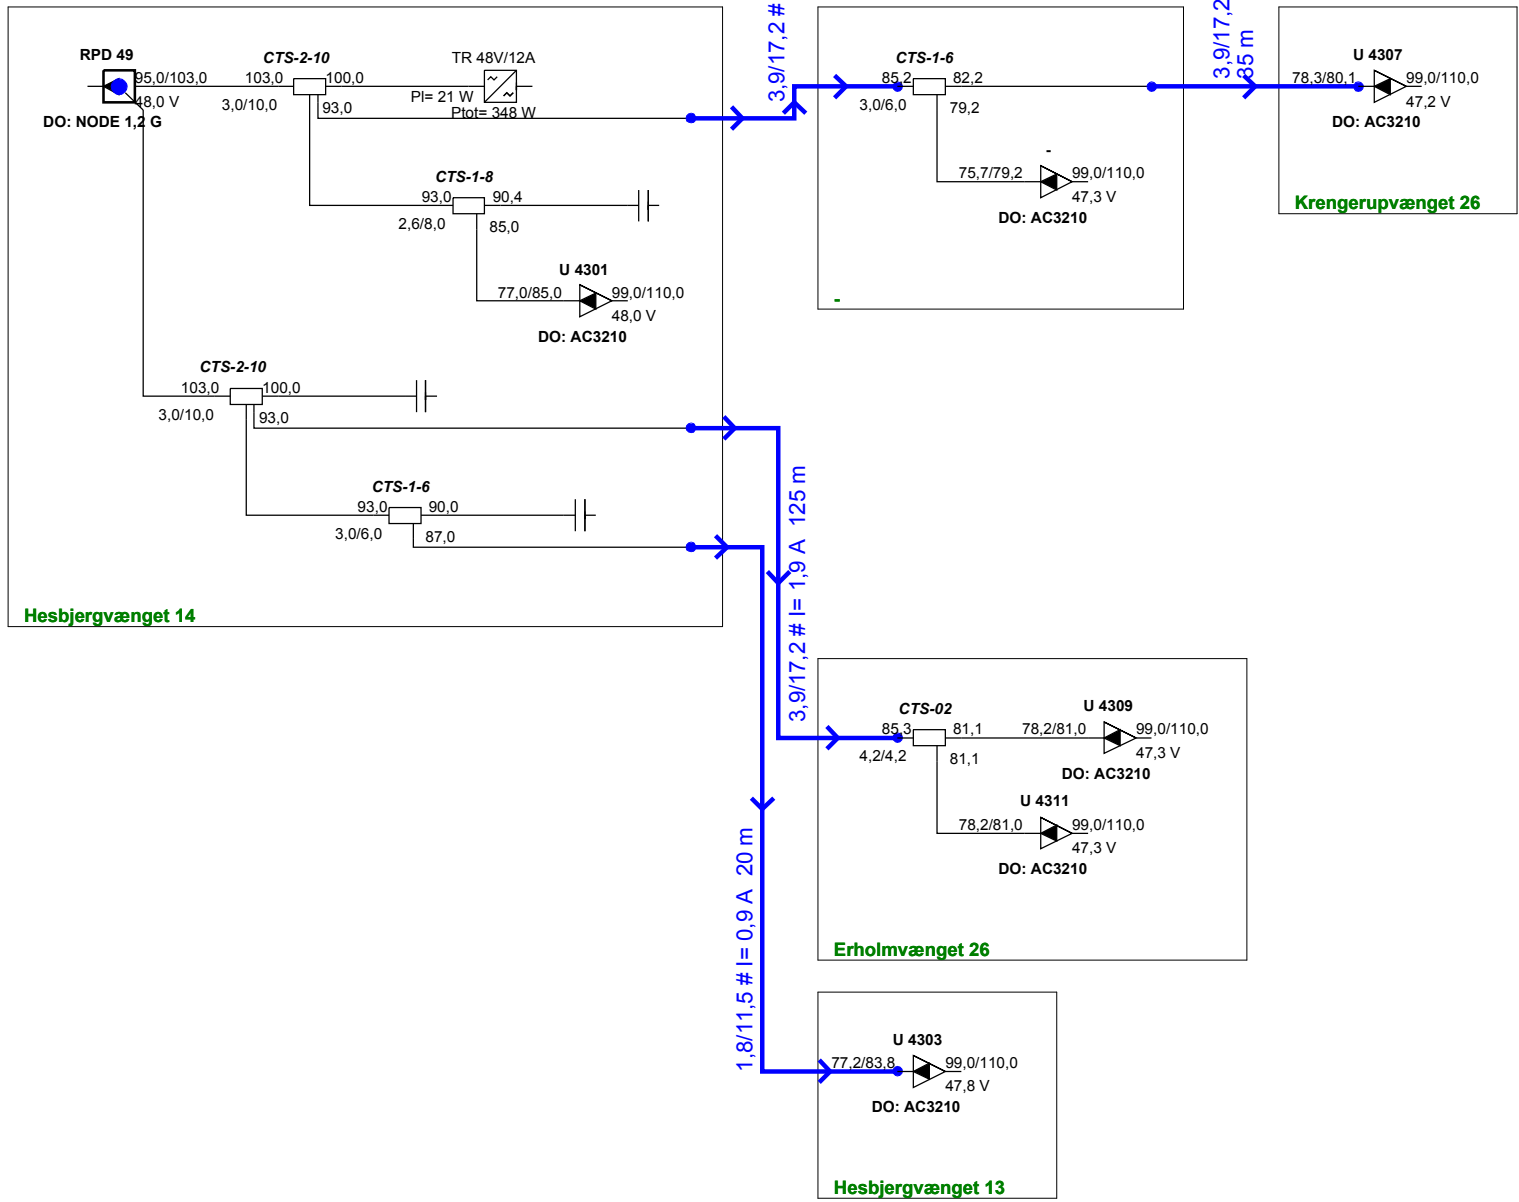 RPD 49
95,0/103,0
48,0 V
DO: NODE 1,2 G
CTS-2-10
103,0
100,0
3,0/10,0
93,0
TR 48V/12A
PI= 21 W
Ptot= 348 W
CTS-1-8
93,0
90,4
2,6/8,0
85,0
U 4301
77,0/85,0
99,0/110,0
48,0 V
DO: AC3210
CTS-2-10
103,0
100,0
3,0/10,0
93,0
CTS-1-6
93,0
90,0
3,0/6,0
87,0
Hesbjergvænget 14
3,9/17,2 #
CTS-1-6
85,2
82,2
3,0/6,0
79,2
-
75,7/79,2
99,0/110,0
47,3 V
DO: AC3210
-
3,9/17,2
85 m
U 4307
78,3/80,1
99,0/110,0
47,2 V
DO: AC3210
Krengerupvænget 26
3,9/17,2 # I= 1,9 A 125 m
CTS-02
85,3
81,1
4,2/4,2
81,1
U 4309
78,2/81,0
99,0/110,0
47,3 V
DO: AC3210
U 4311
78,2/81,0
99,0/110,0
47,3 V
DO: AC3210
Erholmvænget 26
1,8/11,5 # I= 0,9 A 20 m
U 4303
77,2/83,8
99,0/110,0
47,8 V
DO: AC3210
Hesbjergvænget 13